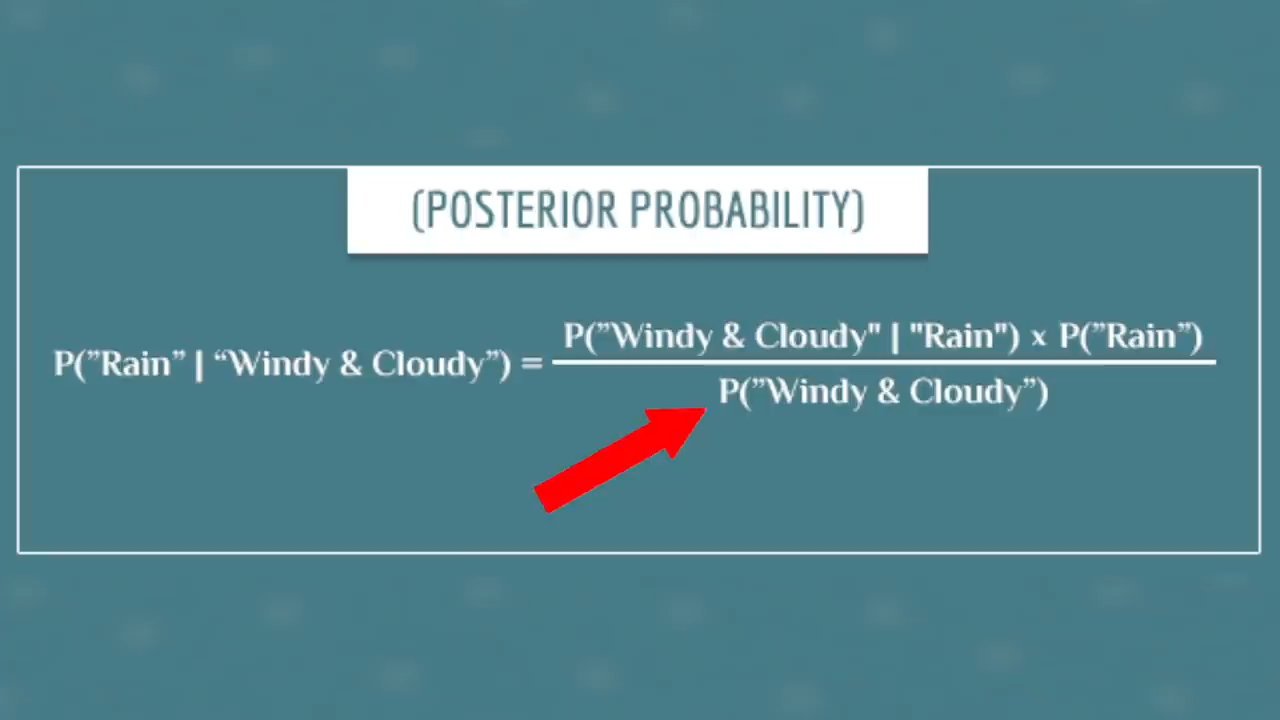 (POSTERIOR PROBABILITY)
P("Windy & Cloudy" | "Rain") x P("Rain")
P(”Rain” | “Windy & Cloudy”) =
P(”Windy & Cloudy”)